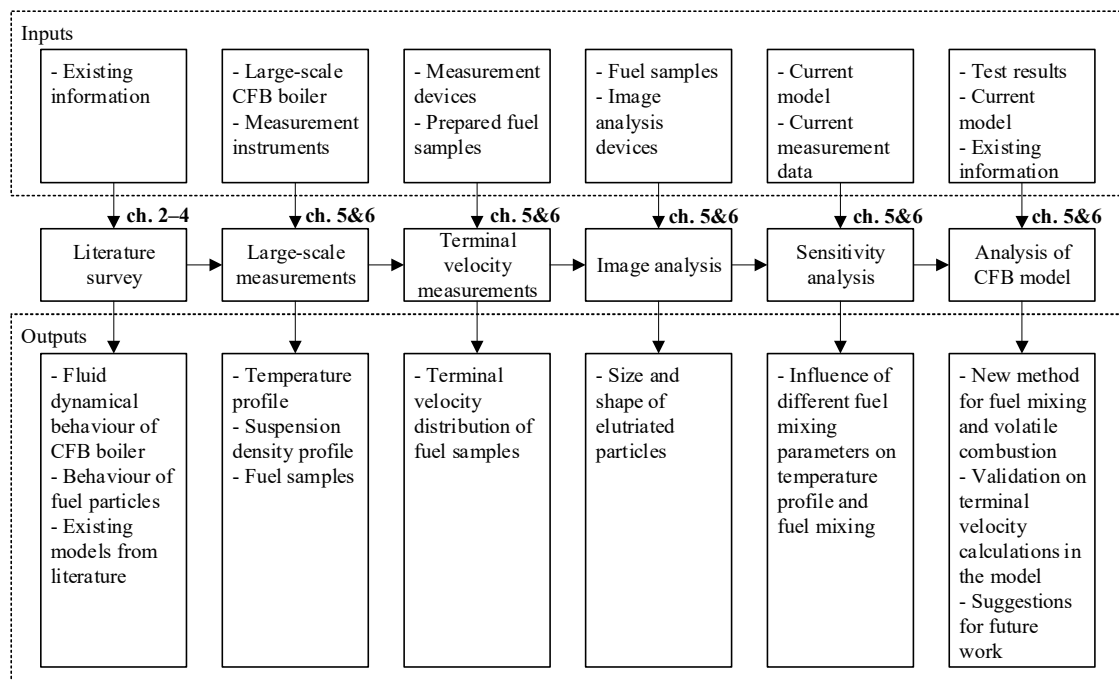 Inputs
- Existing
information
- Large-scale
CFB boiler
- Measurement
instruments
- Measurement
devices
- Prepared fuel
samples
- Fuel samples
- Image
analysis
devices
- Current
model
- Current
measurement
data
- Test results
- Current
model
- Existing
information
ch. 2–4
ch. 5&6
ch. 5&6
ch. 5&6
ch. 5&6
ch. 5&6
Literature
survey
Large-scale
measurements
Terminal
velocity
measurements
Image analysis
Sensitivity
analysis
Analysis of
CFB model
Outputs
- Fluid
dynamical
behaviour of
CFB boiler
- Behaviour of
fuel particles
- Existing
models from
literature
- Temperature
profile
- Suspension
density profile
- Fuel samples
- Terminal
velocity
distribution of
fuel samples
- Size and
shape of
elutriated
particles
- Influence of
different fuel
mixing
parameters on
temperature
profile and
fuel mixing
- New method
for fuel mixing
and volatile
combustion
- Validation on
terminal
velocity
calculations in
the model
- Suggestions
for future
work